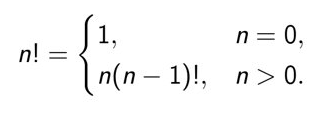 n! = { 1, n = 0,
n(n − 1)!, n > 0.